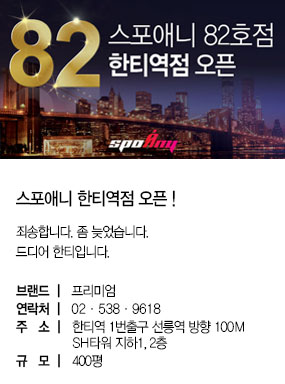 82 스포애니 82호점
한티역점 오픈
spoany
스포애니 한티역점 오픈 !
죄송합니다. 좀 늦었습니다.
드디어 한티입니다.
브랜드 | 프리미엄
연락처 | 02 · 538 · 9618
주 소 | 한티역 1번출구 선릉역 방향 100M
SH타워 지하1, 2층
규 모 | 400평